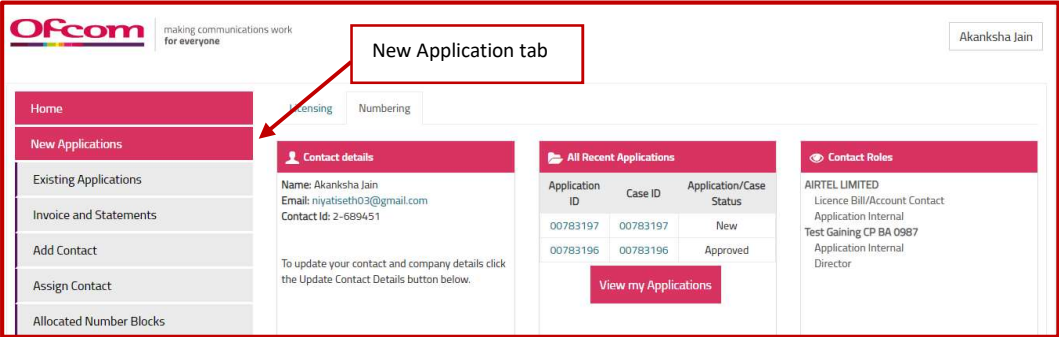 Ofcom
making communications work
for everyone
New Application tab
Akanksha Jain
Home
New Applications
Existing Applications
Invoice and Statements
Add Contact
Assign Contact
Allocated Number Blocks
Licensing Numbering
Contact details
Name: Akanksha Jain
Email: niyatiseth03@gmail.com
Contact Id: 2-689451
To update your contact and company details click
the Update Contact Details button below.
All Recent Applications
Application ID Case ID Application/Case Status
00783197 00783197 New
00783196 00783196 Approved
View my Applications
Contact Roles
AIRTEL LIMITED
Licence Bill/Account Contact
Application Internal
Test Gaining CP BA 0987
Application Internal
Director